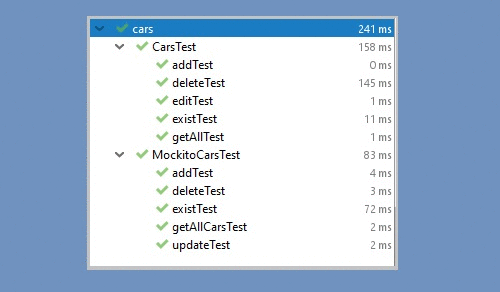 cars 241 ms
CarsTest 158 ms
addTest 0 ms
deleteTest 145 ms
editTest 1 ms
existTest 11 ms
getAllTest 1 ms
MockitoCarsTest 83 ms
addTest 4 ms
deleteTest 3 ms
existTest 72 ms
getAllCarsTest 2 ms
updateTest 2 ms